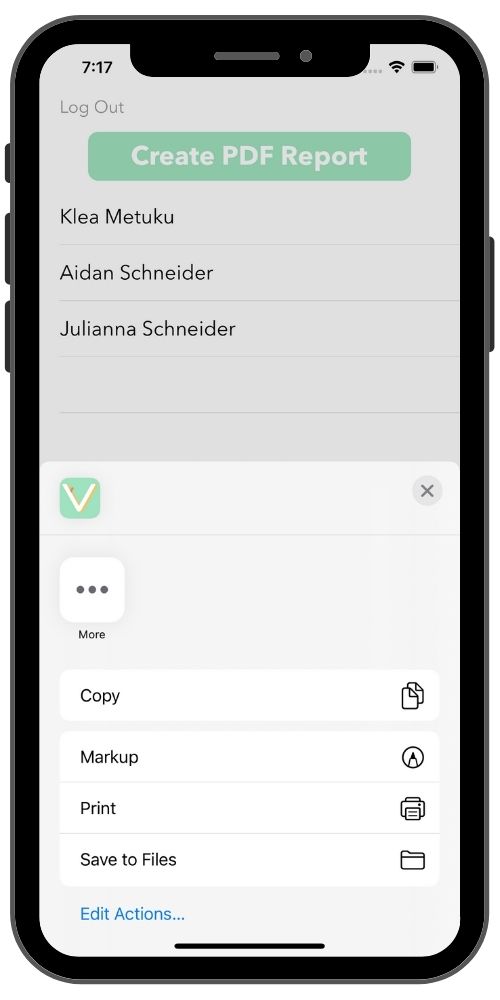 7:17
Log Out
Create PDF Report
Klea Metuku
Aidan Schneider
Julianna Schneider
More
Copy
Markup
Print
Save to Files
Edit Actions...